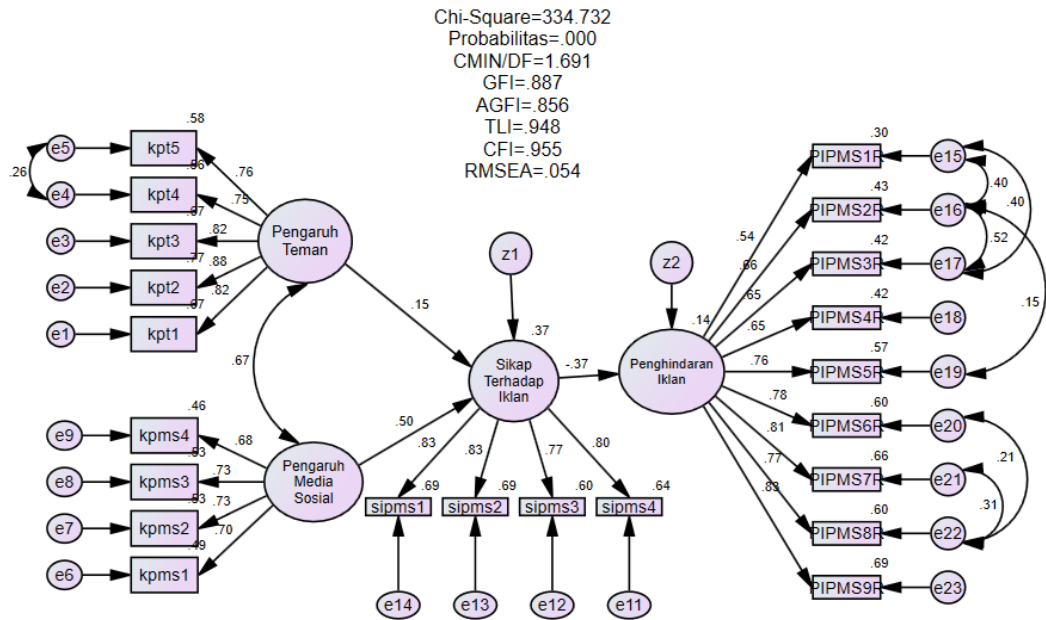 Chi-Square=334.732
Probabilitas=.000
CMIN/DF=1.691
GFI=.887
AGFI=.856
TLI=.948
CFI=.955
RMSEA=.054
.58
e5
kpt5
.76
.26
.56
e4
kpt4
.75
.67
e3
kpt3
.82
.77
e2
kpt2
.88
.67
e1
kpt1
.82
Pengaruh
Teman
.67
.15
.46
e9
kpms4
.68
.53
e8
kpms3
.73
.53
e7
kpms2
.73
.49
e6
kpms1
.70
Pengaruh
Media
Sosial
.50
z1
.37
Sikap
Terhadap
Iklan
-.37
.83
.83
.77
.80
.69
.69
.60
.64
sipms1
sipms2
sipms3
sipms4
e14
e13
e12
e11
z2
.14
Penghindaran
Iklan
.30
PIPMS1R
e15
.54
.43
PIPMS2R
e16
.66
.42
PIPMS3R
e17
.65
.42
PIPMS4R
e18
.65
.57
PIPMS5R
e19
.76
.60
PIPMS6R
e20
.78
.66
PIPMS7R
e21
.81
.60
PIPMS8R
e22
.77
.69
PIPMS9R
e23
.83
.40
.40
.52
.15
.21
.31